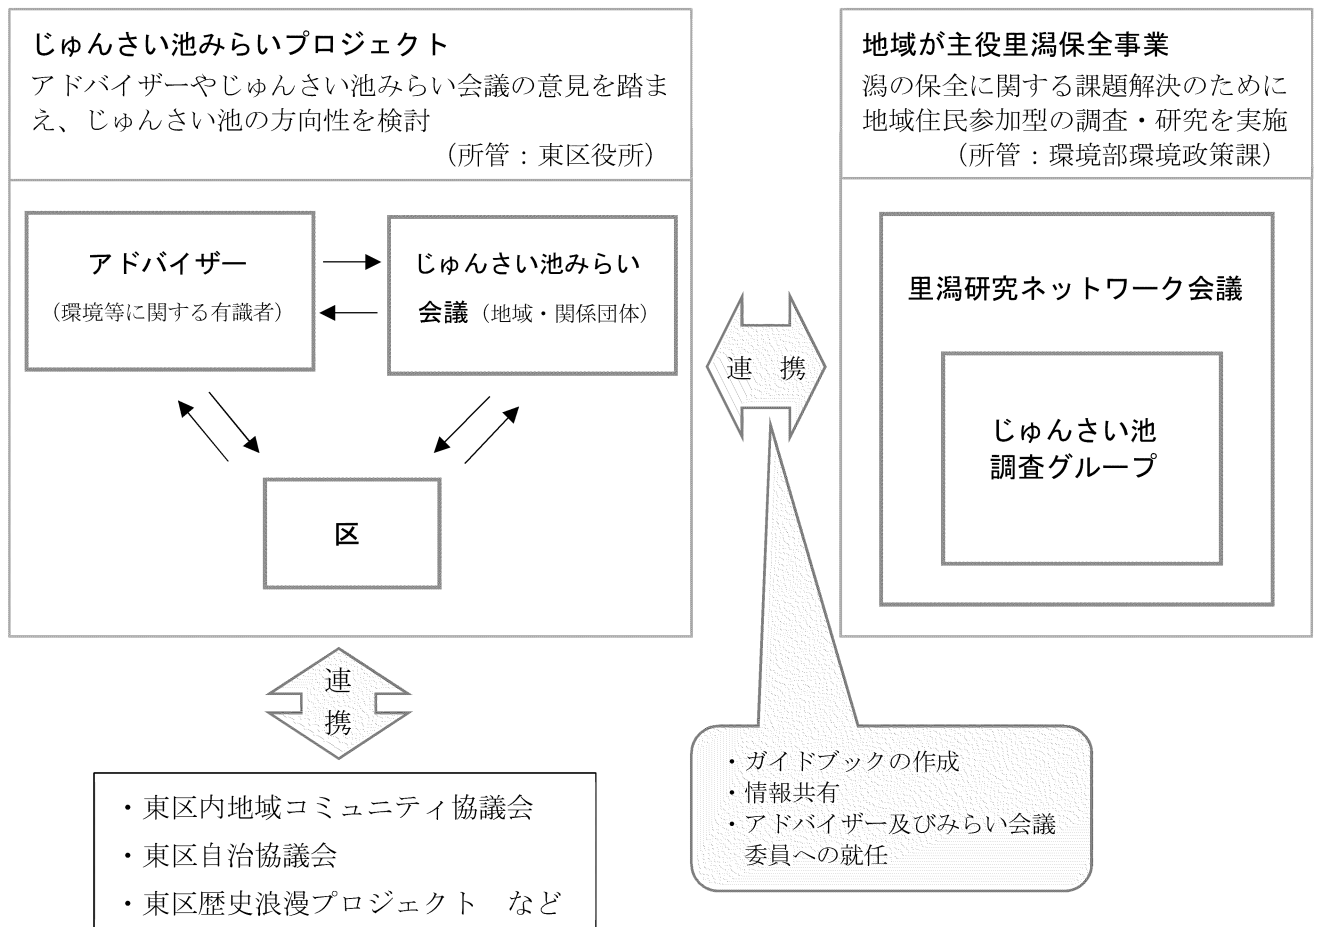 じゅんさい池みらいプロジェクト
アドバイザーやじゅんさい池みらい会議の意見を踏ま
え、じゅんさい池の方向性を検討
（所管：東区役所）
アドバイザー
（環境等に関する有識者）
じゅんさい池みらい
会議（地域・関係団体）
区
連
携
・東区内地域コミュニティ協議会
・東区自治協議会
・東区歴史浪漫プロジェクト　など
連　携
・ガイドブックの作成
・情報共有
・アドバイザー及びみらい会議
委員への就任
地域が主役里潟保全事業
潟の保全に関する課題解決のために
地域住民参加型の調査・研究を実施
（所管：環境部環境政策課）
里潟研究ネットワーク会議
じゅんさい池
調査グループ